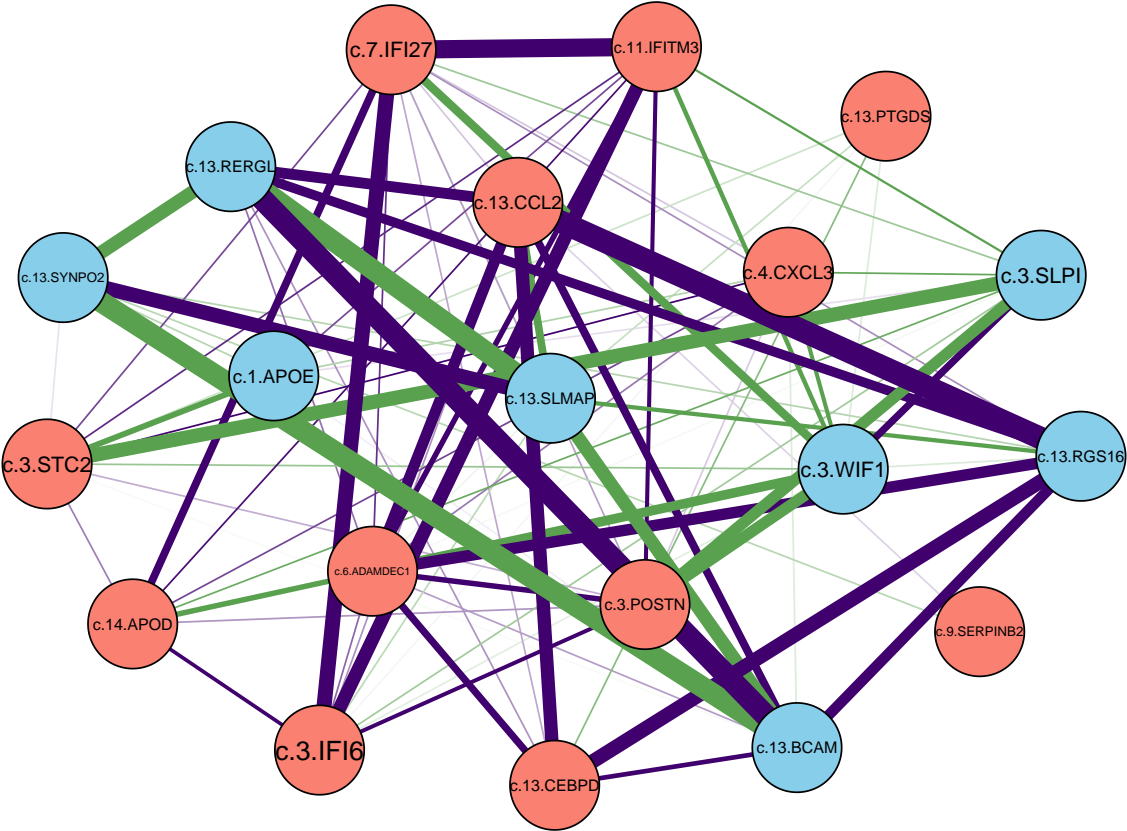 c.7.IFI27
c.11.IFITM3
c.13.PTGDS
c.13.RERGL
c.13.CCL2
c.13.SYNPO2
c.4.CXCL3
c.3.SLPI
c.1.APOE
c.13.SLMAP
c.3.STC2
c.3.WIF1
c.13.RGS16
c.6.ADAMDEC1
c.3.POSTN
c.14.APOD
c.9.SERPINB2
c.3.IFI6
c.13.CEBPD
c.13.BCAM